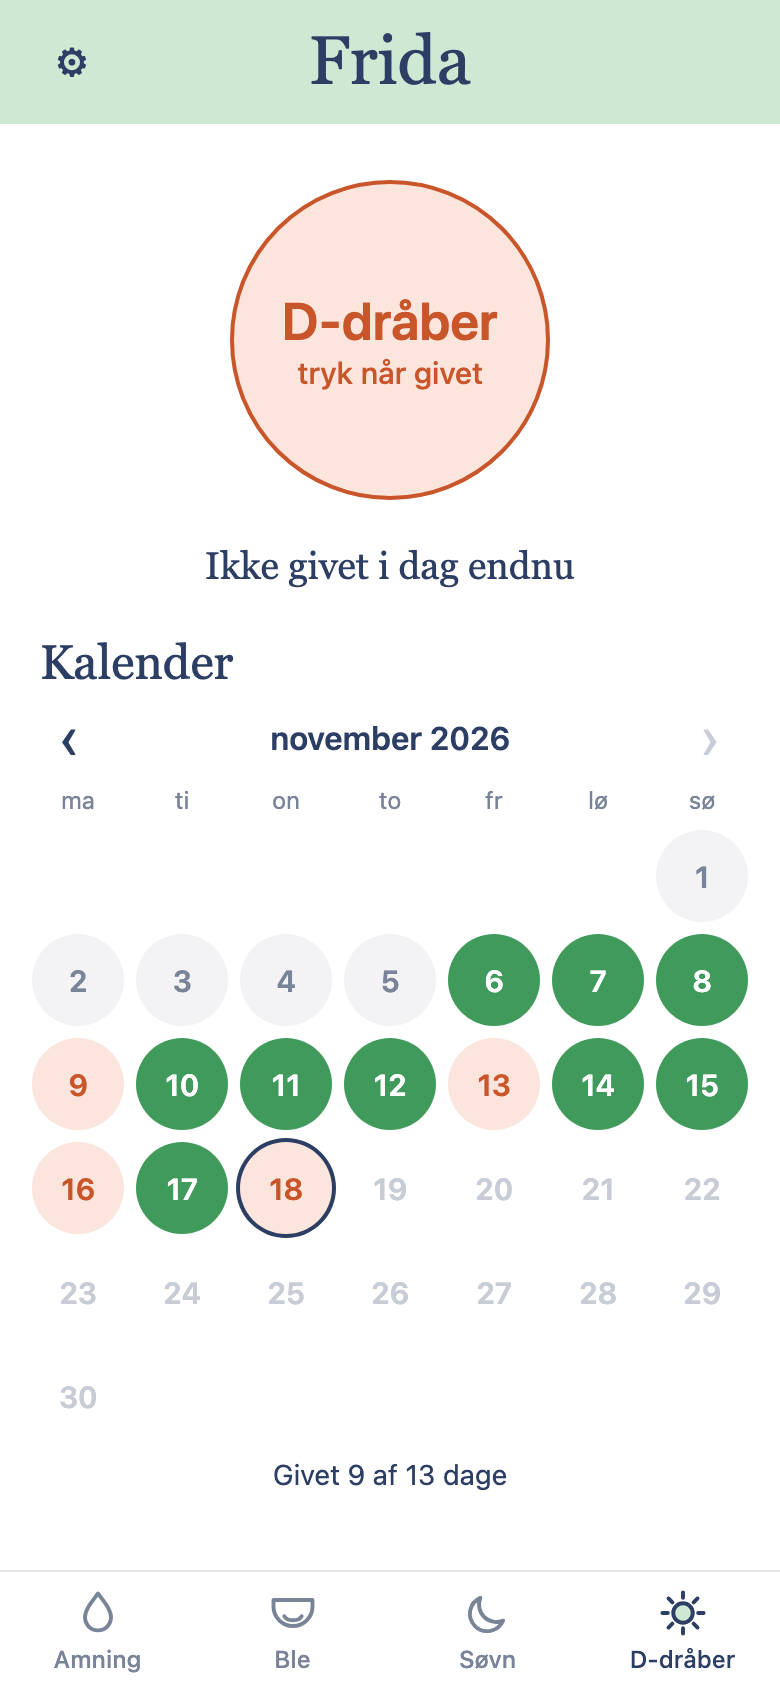 Frida
D-dråber
tryk når givet
Ikke givet i dag endnu
Kalender
november 2026
ma ti on to fr lø sø
1
2 3 4 5 6 7 8
9 10 11 12 13 14 15
16 17 18 19 20 21 22
23 24 25 26 27 28 29
30
Givet 9 af 13 dage
Amning Ble Søvn D-dråber